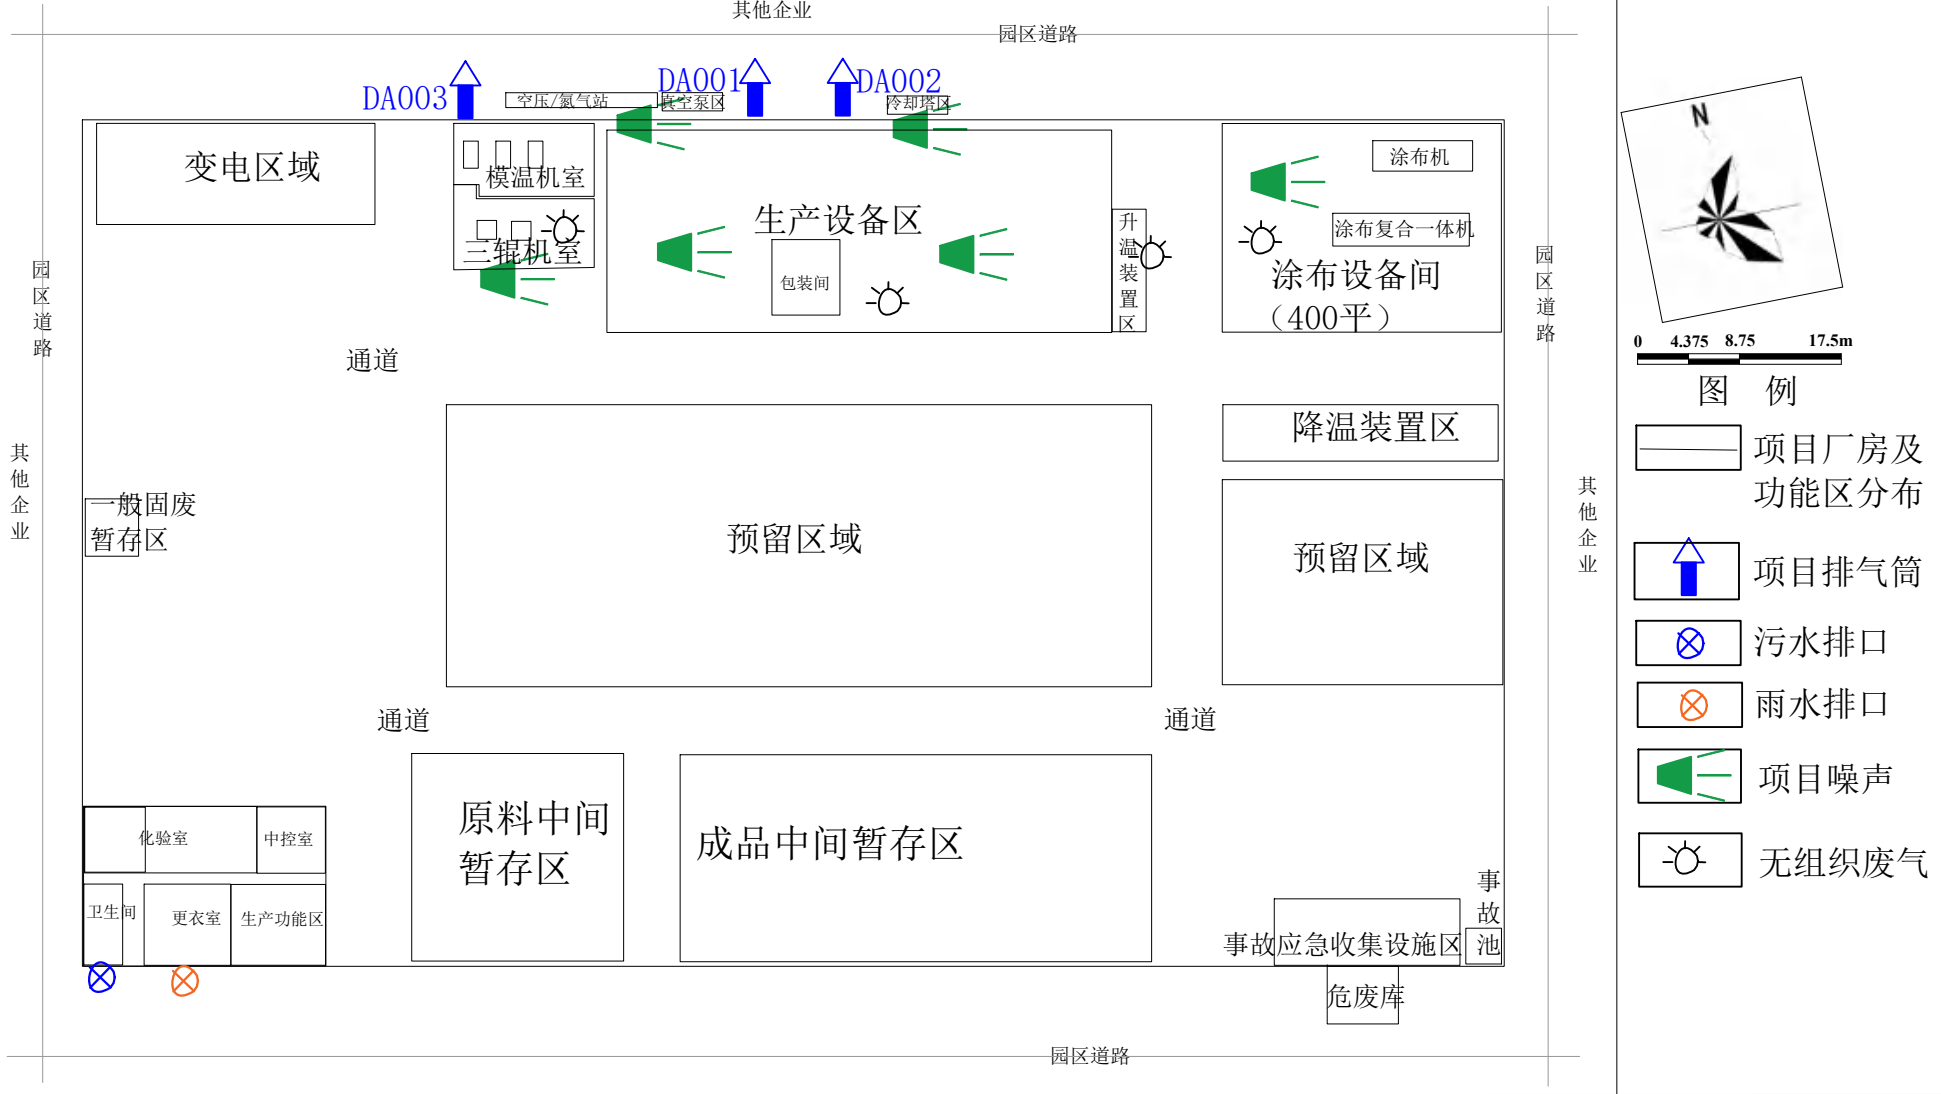 其他企业
园区道路
DA003
DA001
DA002
空压/氮气站
真空泵区
冷却塔区
变电区域
模温机室
三辊机室
生产设备区
包装间
升温装置区
涂布机
涂布复合一体机
涂布设备间
（400平）
园区道路
园区道路
通道
降温装置区
其他企业
一般固废
暂存区
预留区域
预留区域
其他企业
通道
通道
原料中间
暂存区
成品中间暂存区
化验室
中控室
卫生间
更衣室
生产功能区
事故池
事故应急收集设施区
危废库
园区道路
N
0 4.375 8.75 17.5m
图 例
项目厂房及
功能区分布
项目排气筒
污水排口
雨水排口
项目噪声
无组织废气